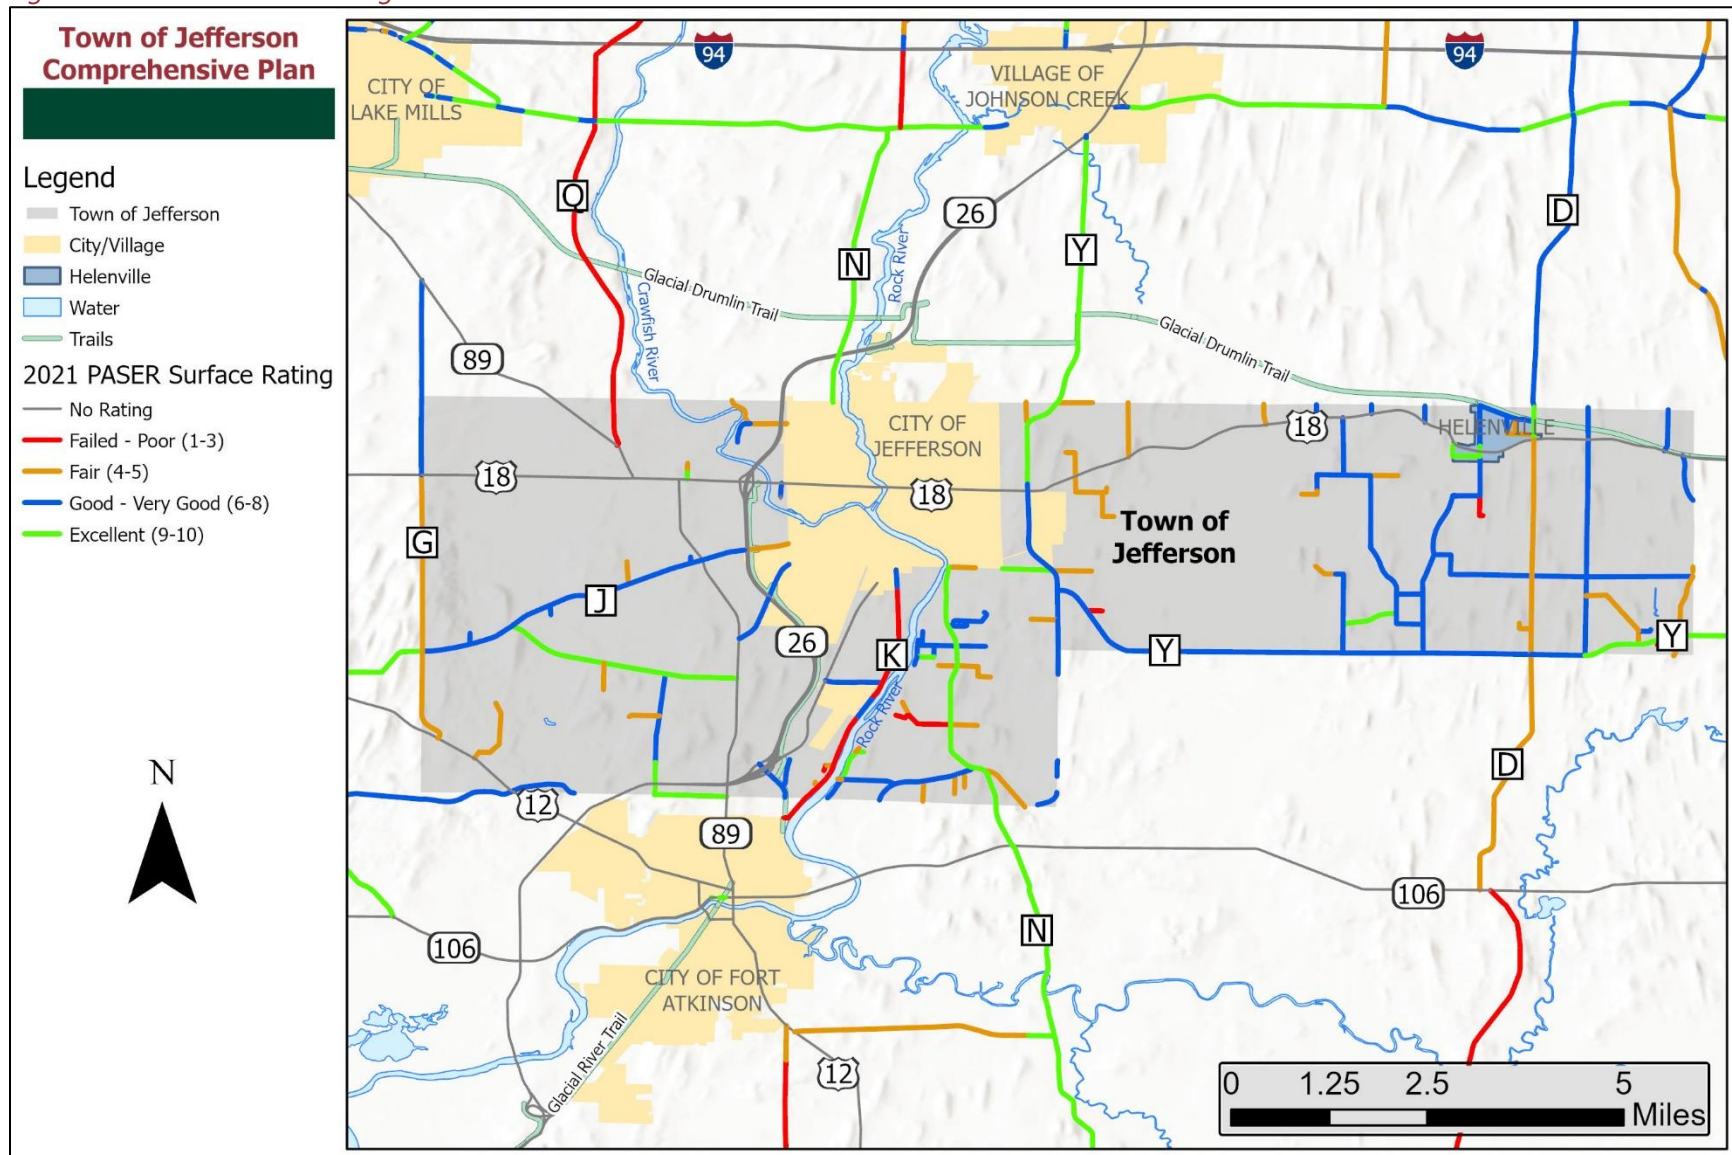 Town of Jefferson
Comprehensive Plan
Legend
Town of Jefferson
City/Village
Helenville
Water
Trails
2021 PASER Surface Rating
No Rating
Failed - Poor (1-3)
Fair (4-5)
Good - Very Good (6-8)
Excellent (9-10)
N
94
94
CITY OF
LAKE MILLS
VILLAGE OF
JOHNSON CREEK
Q
26
D
N
Y
Rock River
Glacial Drumlin Trail
Crawfish River
Glacial Drumlin Trail
89
CITY OF
JEFFERSON
18
HELENVILLE
18
18
Town of
Jefferson
G
J
26
K
Y
Y
Rock River
D
12
89
106
N
106
CITY OF FORT
ATKINSON
Glacial River Trail
12
0 1.25 2.5 5
Miles